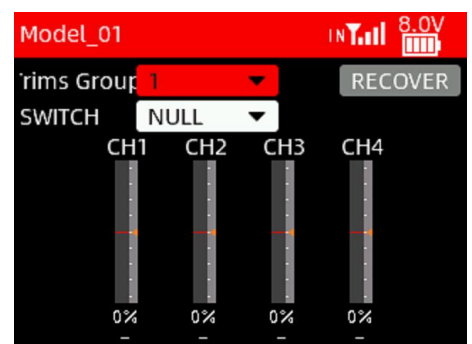 Model_01 IN 8.0V
Trims Group 1 RECOVER
SWITCH NULL
CH1 CH2 CH3 CH4
0% 0% 0% 0%
- - - -